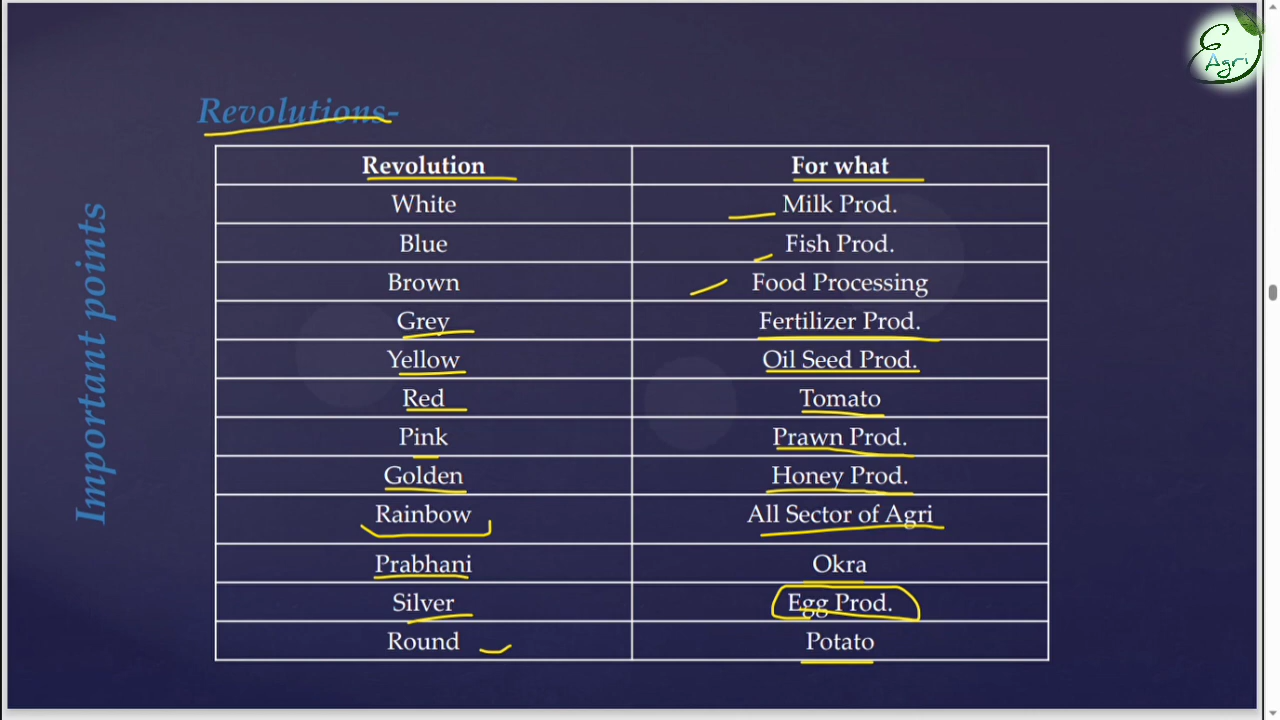 E
Agri
Revolutions-
Important points
Revolution For what
White Milk Prod.
Blue Fish Prod.
Brown Food Processing
Grey Fertilizer Prod.
Yellow Oil Seed Prod.
Red Tomato
Pink Prawn Prod.
Golden Honey Prod.
Rainbow All Sector of Agri
Prabhani Okra
Silver Egg Prod.
Round Potato